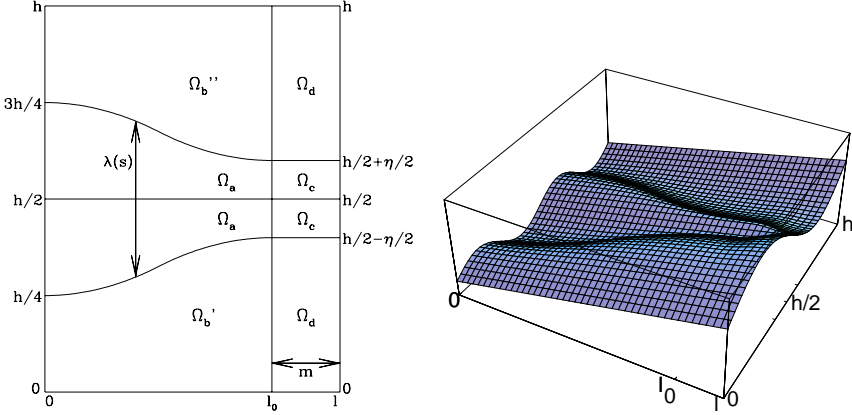 h h
Ω_b'' Ω_d
3h/4
λ(s)
h/2+η/2
Ω_a Ω_c
h/2 h/2
Ω_a Ω_c
h/2−η/2
h/4
Ω_b' Ω_d
m
0 0
0 l_0 l
h
h/2
0
l_0
l 0